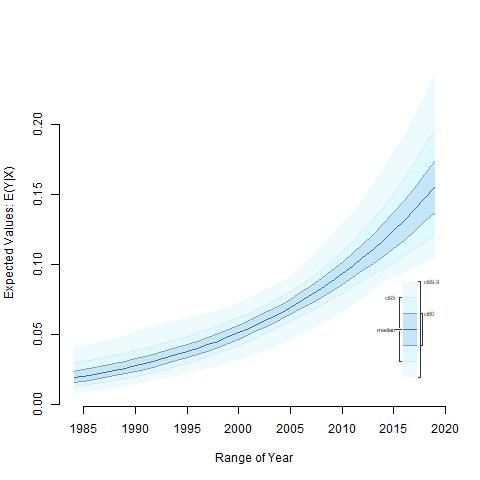 Expected Values: E(Y|X)
0.20
0.15
0.10
0.05
0.00
ci99.9
ci95
ci80
median
1985 1990 1995 2000 2005 2010 2015 2020
Range of Year